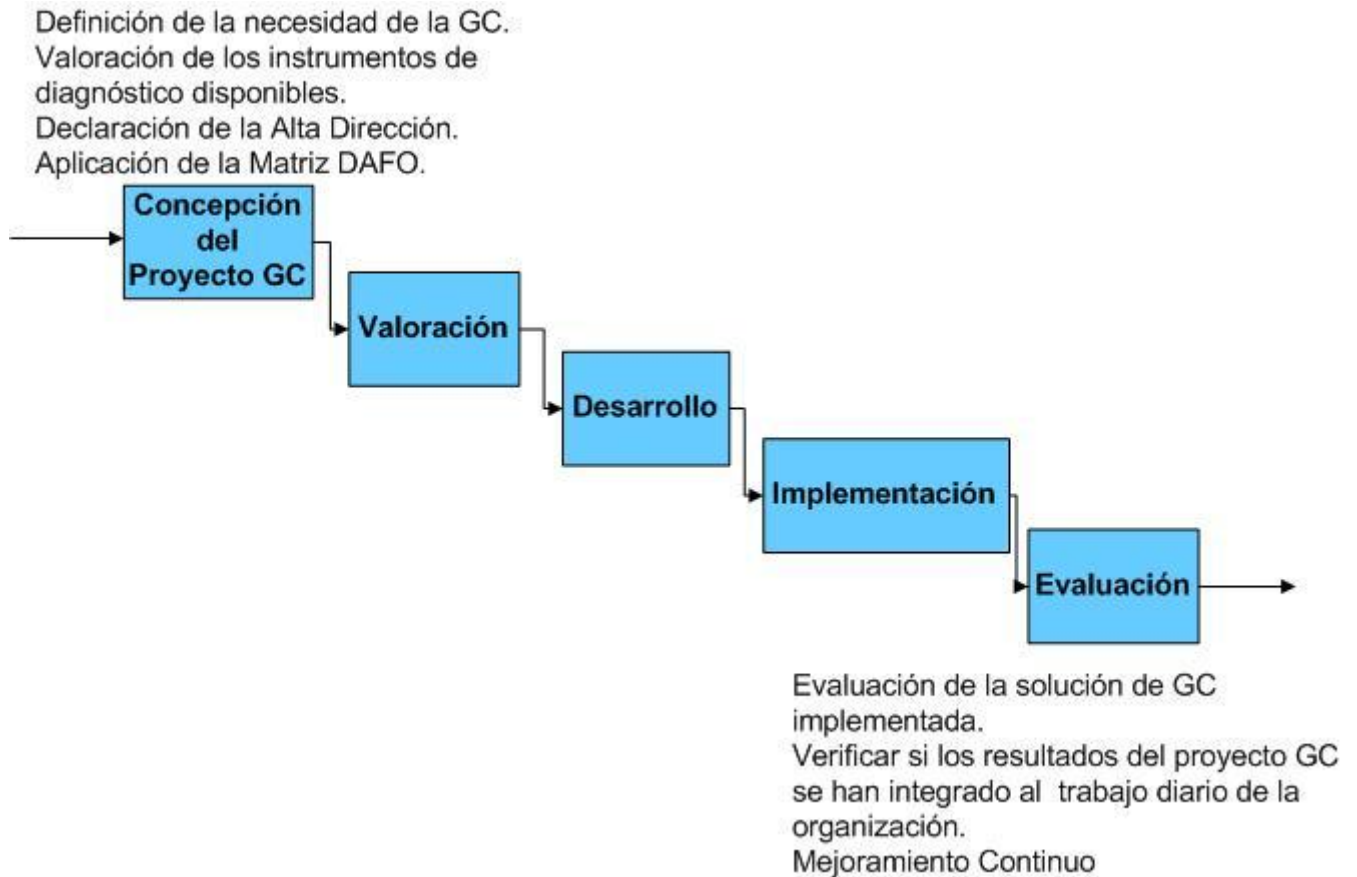 Definición de la necesidad de la GC.
Valoración de los instrumentos de
diagnóstico disponibles.
Declaración de la Alta Dirección.
Aplicación de la Matriz DAFO.
Concepción
del
Proyecto GC
Valoración
Desarrollo
Implementación
Evaluación
Evaluación de la solución de GC
implementada.
Verificar si los resultados del proyecto GC
se han integrado al  trabajo diario de la
organización.
Mejoramiento Continuo